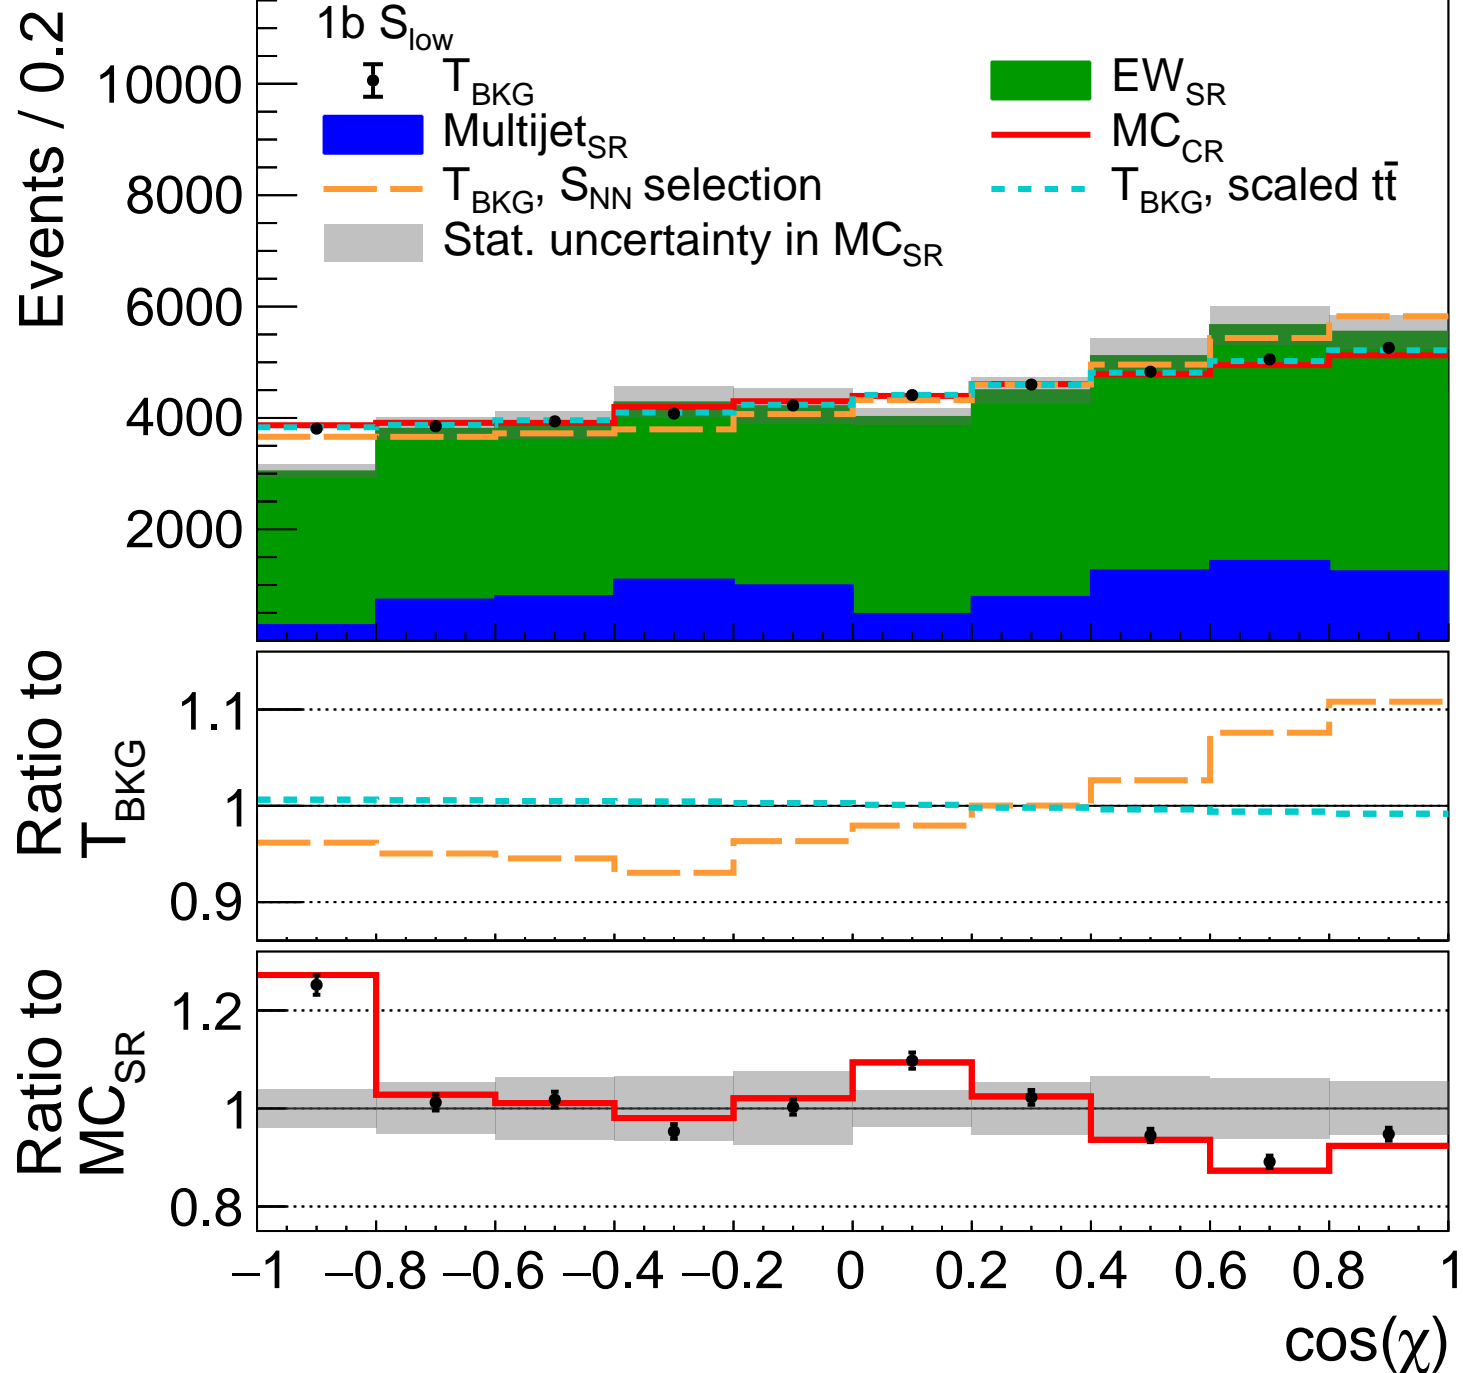 1b S_low
T_BKG
EW_SR
Multijet_SR
MC_CR
T_BKG, S_NN selection
T_BKG, scaled tt̄
Stat. uncertainty in MC_SR
Events / 0.2
10000
8000
6000
4000
2000
Ratio to
T_BKG
1.1
1
0.9
Ratio to
MC_SR
1.2
1
0.8
−1 −0.8 −0.6 −0.4 −0.2 0 0.2 0.4 0.6 0.8 1
cos(χ)